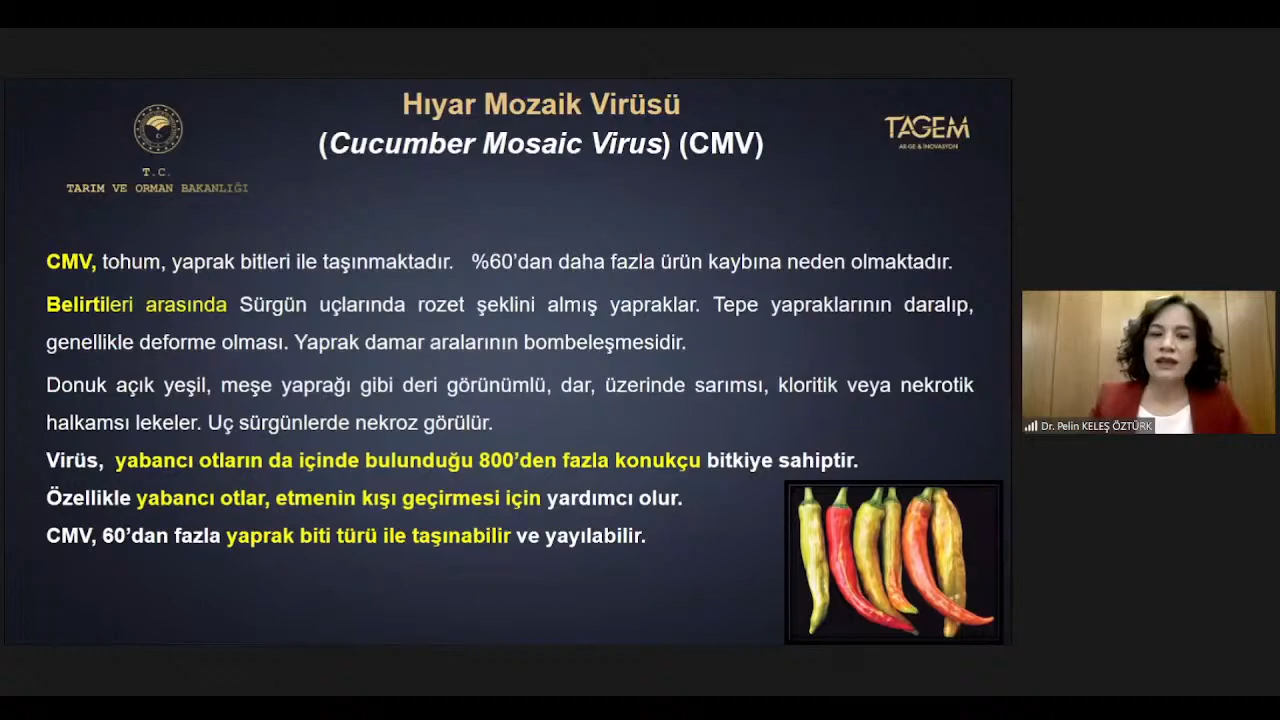 Hıyar Mozaik Virüsü
(Cucumber Mosaic Virus) (CMV)
T.C.
TARIM VE ORMAN BAKANLIĞI
TAGEM
AR-GE & İNOVASYON
CMV, tohum, yaprak bitleri ile taşınmaktadır. %60’dan daha fazla ürün kaybına neden olmaktadır.
Belirtileri arasında Sürgün uçlarında rozet şeklini almış yapraklar. Tepe yapraklarının daralıp,
genellikle deforme olması. Yaprak damar aralarının bombeleşmesidir.
Donuk açık yeşil, meşe yaprağı gibi deri görünümlü, dar, üzerinde sarımsı, kloritik veya nekrotik
halkamsı lekeler. Uç sürgünlerde nekroz görülür.
Virüs, yabancı otların da içinde bulunduğu 800’den fazla konukçu bitkiye sahiptir.
Özellikle yabancı otlar, etmenin kışı geçirmesi için yardımcı olur.
CMV, 60’dan fazla yaprak biti türü ile taşınabilir ve yayılabilir.
Dr. Pelin KELEŞ ÖZTÜRK